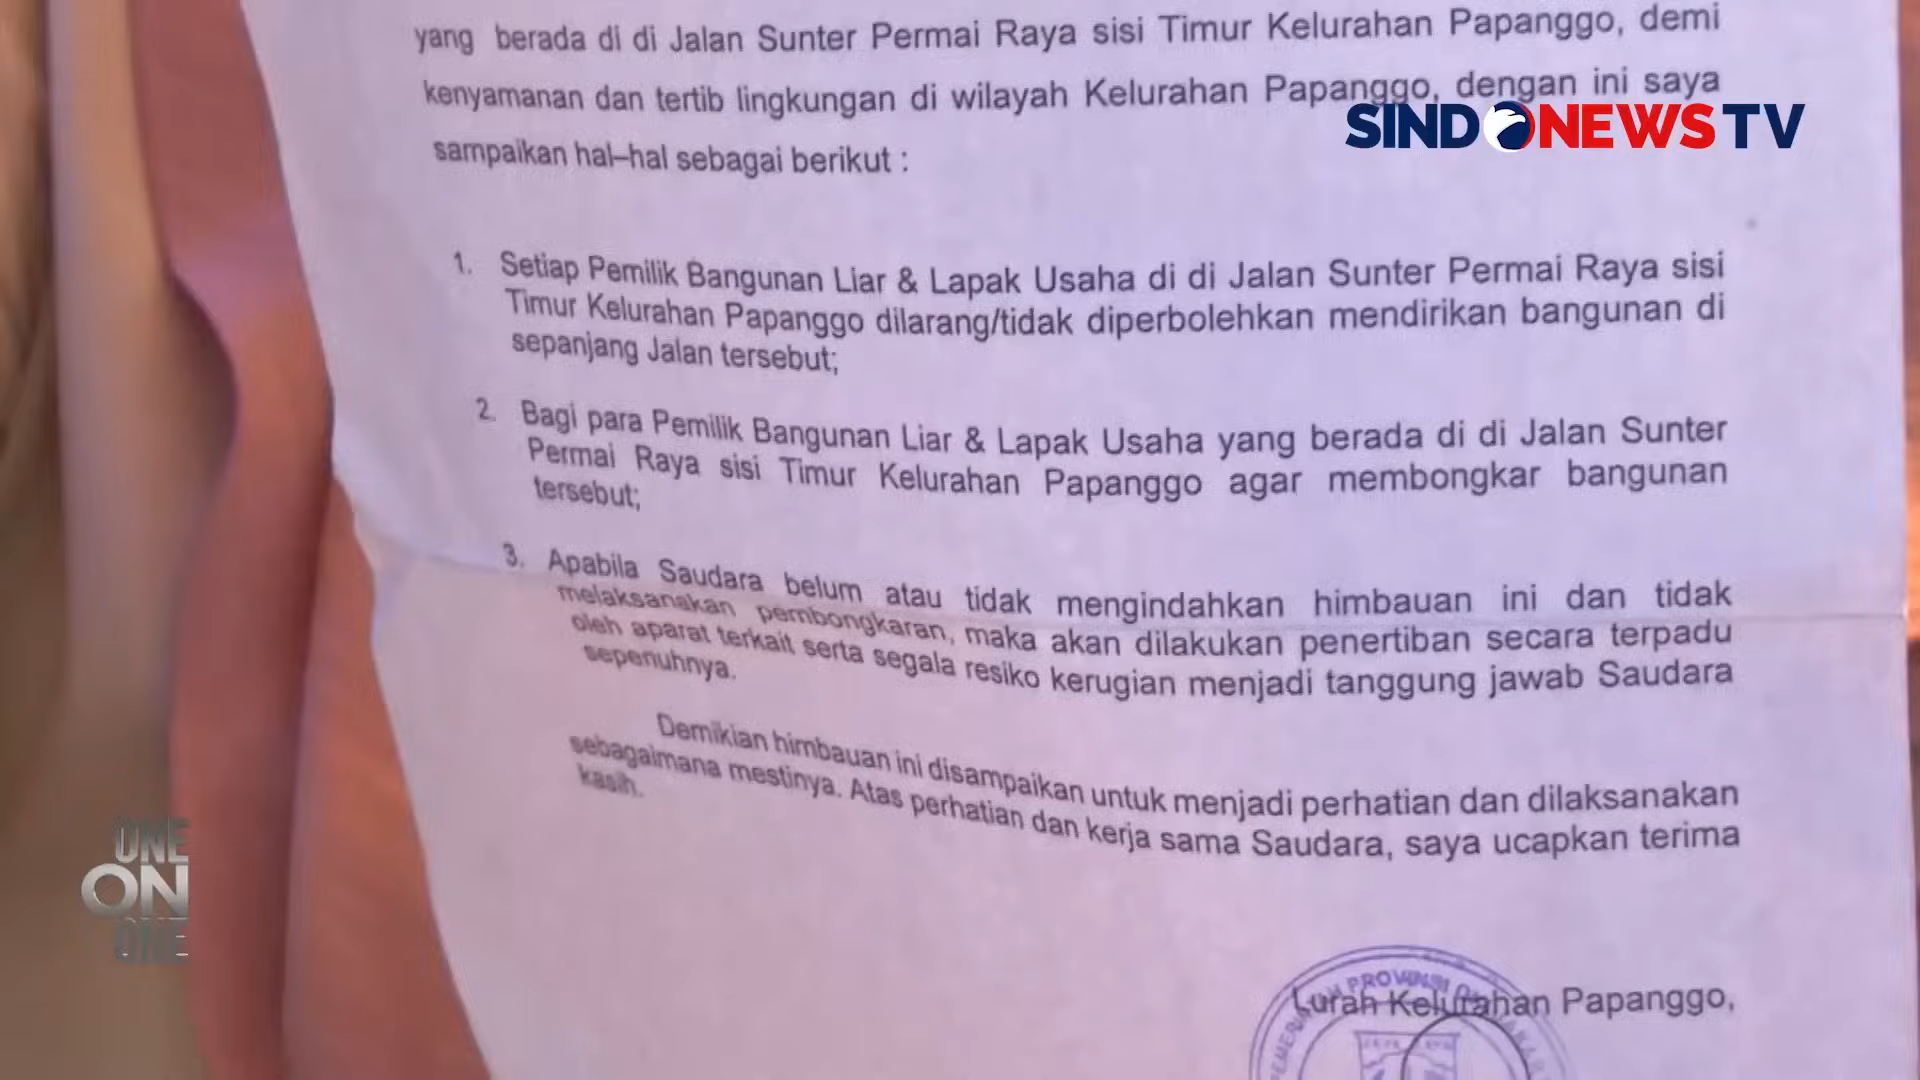 yang berada di di Jalan Sunter Permai Raya sisi Timur Kelurahan Papanggo, demi
kenyamanan dan tertib lingkungan di wilayah Kelurahan Papanggo, dengan ini saya
sampaikan hal–hal sebagai berikut :
SINDONEWS TV
1. Setiap Pemilik Bangunan Liar & Lapak Usaha di di Jalan Sunter Permai Raya sisi
Timur Kelurahan Papanggo dilarang/tidak diperbolehkan mendirikan bangunan di
sepanjang Jalan tersebut;
2. Bagi para Pemilik Bangunan Liar & Lapak Usaha yang berada di di Jalan Sunter
Permai Raya sisi Timur Kelurahan Papanggo agar membongkar bangunan
tersebut;
3. Apabila Saudara belum atau tidak mengindahkan himbauan ini dan tidak
melaksanakan pembongkaran, maka akan dilakukan penertiban secara terpadu
oleh aparat terkait serta segala resiko kerugian menjadi tanggung jawab Saudara
sepenuhnya.
Demikian himbauan ini disampaikan untuk menjadi perhatian dan dilaksanakan
sebagaimana mestinya. Atas perhatian dan kerja sama Saudara, saya ucapkan terima
kasih.
ONE
ON
ONE
Lurah Kelurahan Papanggo,
PROVINSI